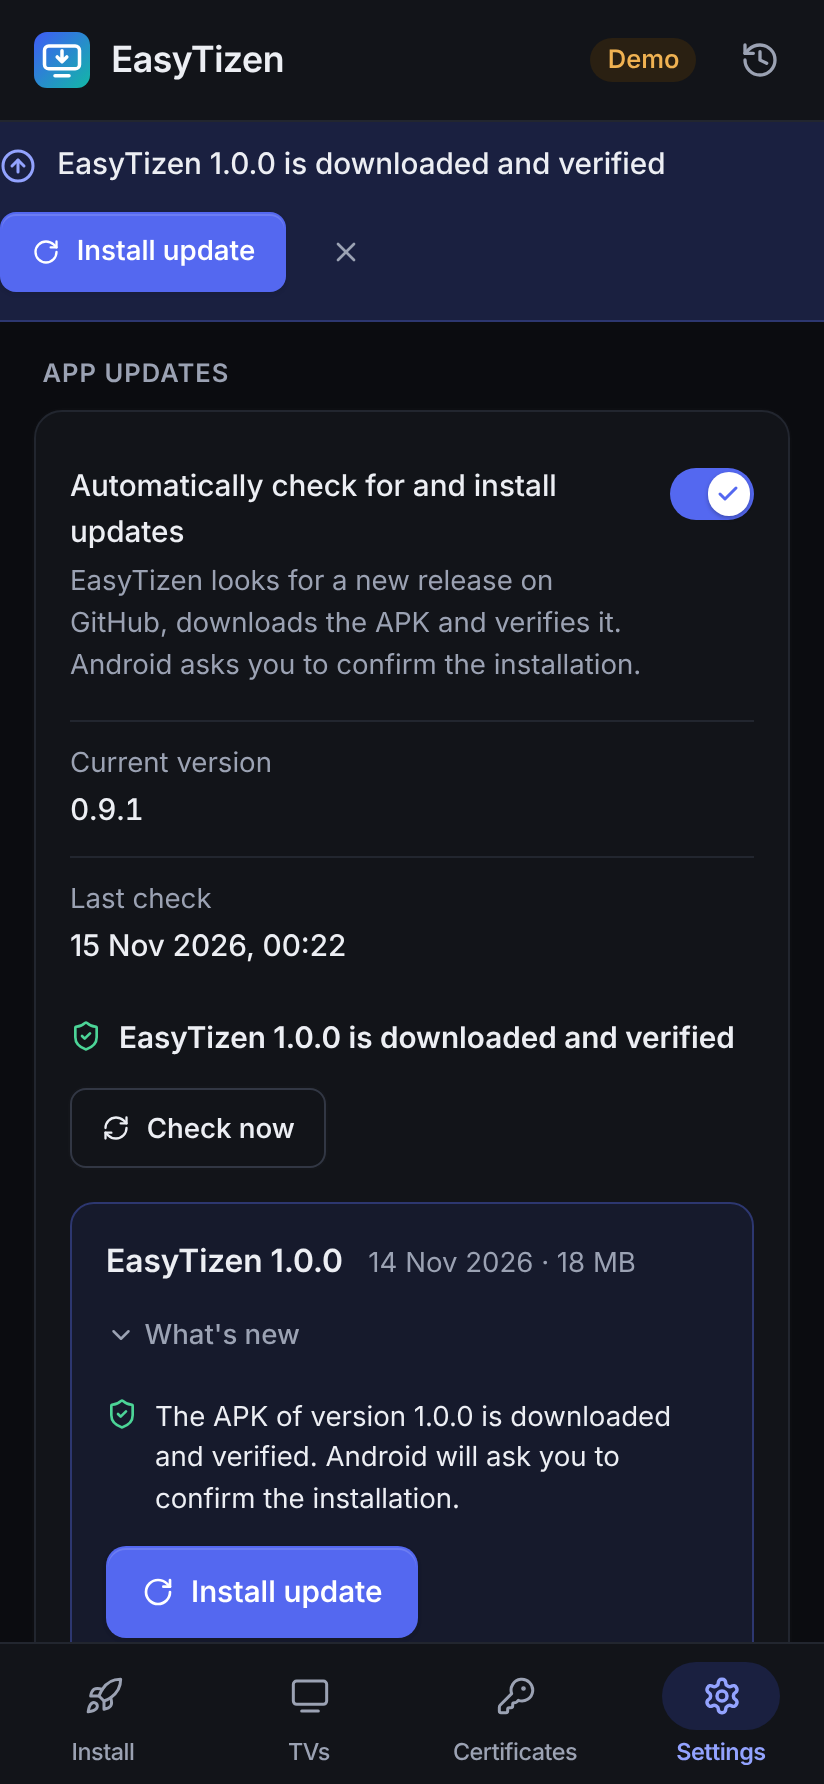 EasyTizen
Demo
EasyTizen 1.0.0 is downloaded and verified
Install update
APP UPDATES
Automatically check for and install
updates
EasyTizen looks for a new release on
GitHub, downloads the APK and verifies it.
Android asks you to confirm the installation.
Current version
0.9.1
Last check
15 Nov 2026, 00:22
EasyTizen 1.0.0 is downloaded and verified
Check now
EasyTizen 1.0.0 14 Nov 2026 · 18 MB
What's new
The APK of version 1.0.0 is downloaded
and verified. Android will ask you to
confirm the installation.
Install update
Install
TVs
Certificates
Settings